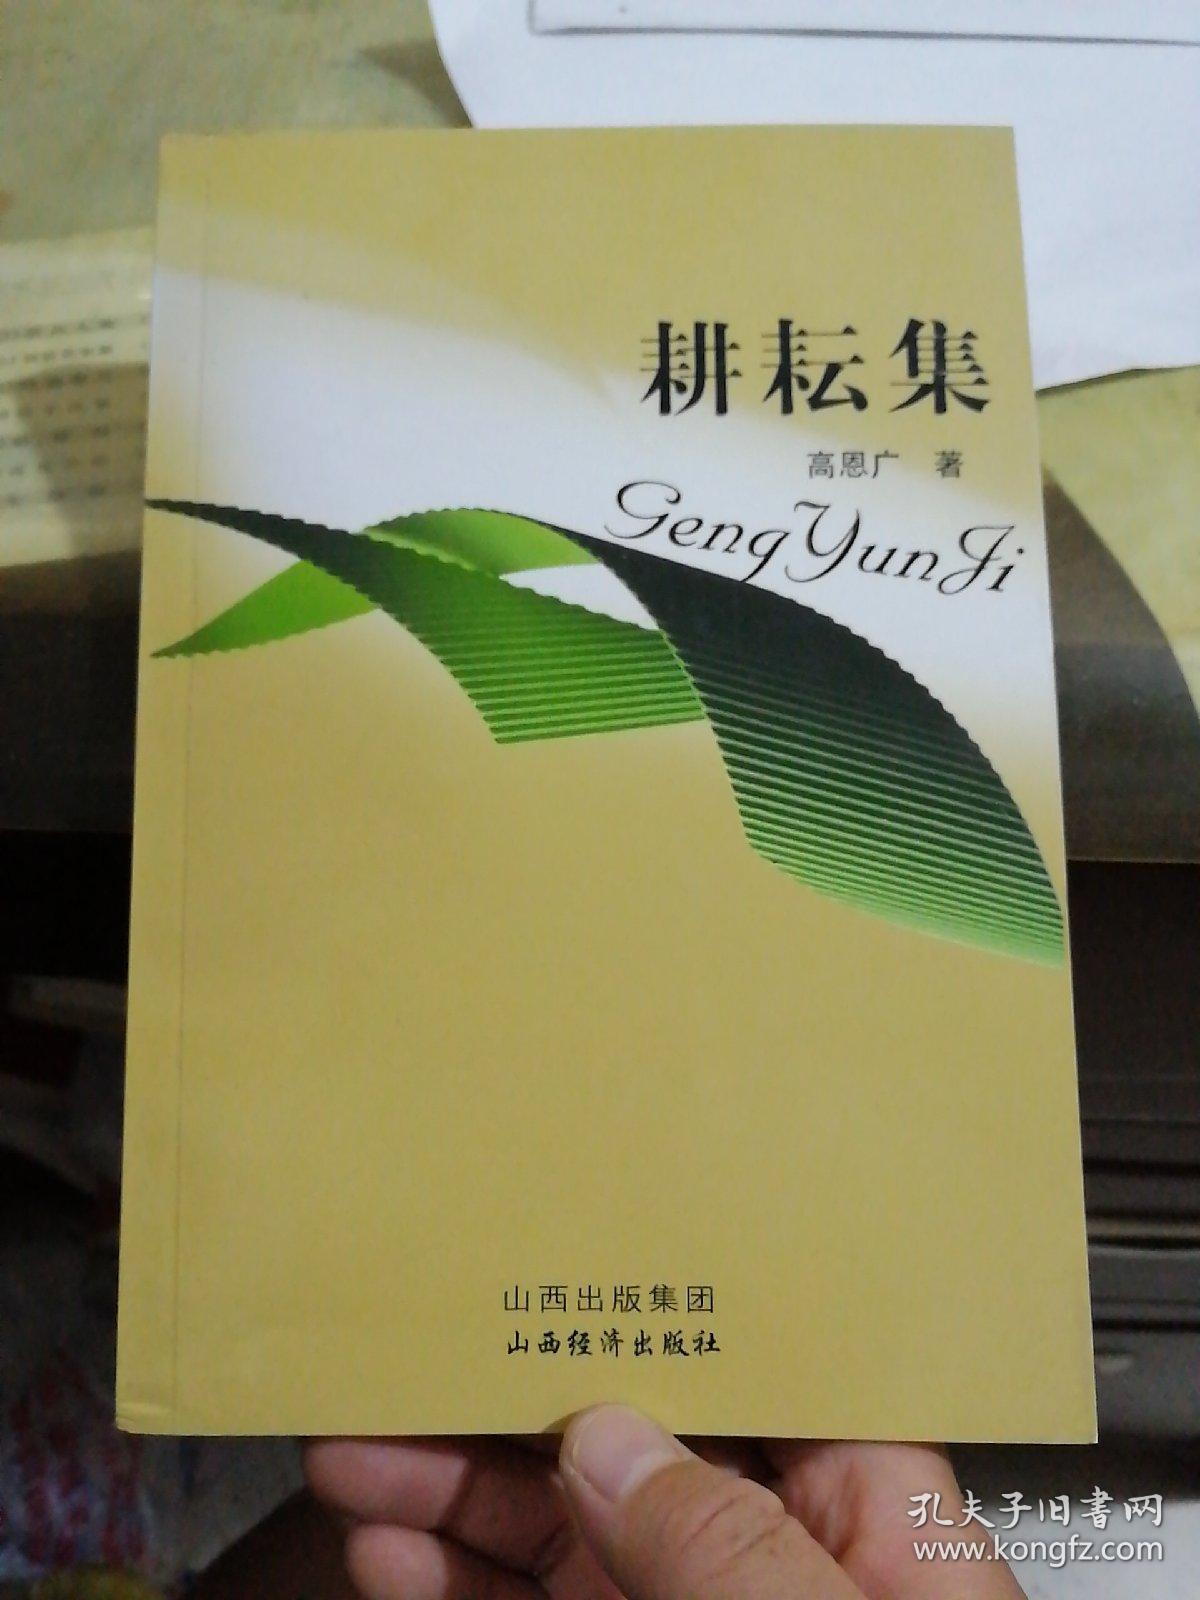 耕耘集
高恩广 著
GengYunJi
山西出版集团
山西经济出版社
孔夫子旧书网
www.kongfz.com